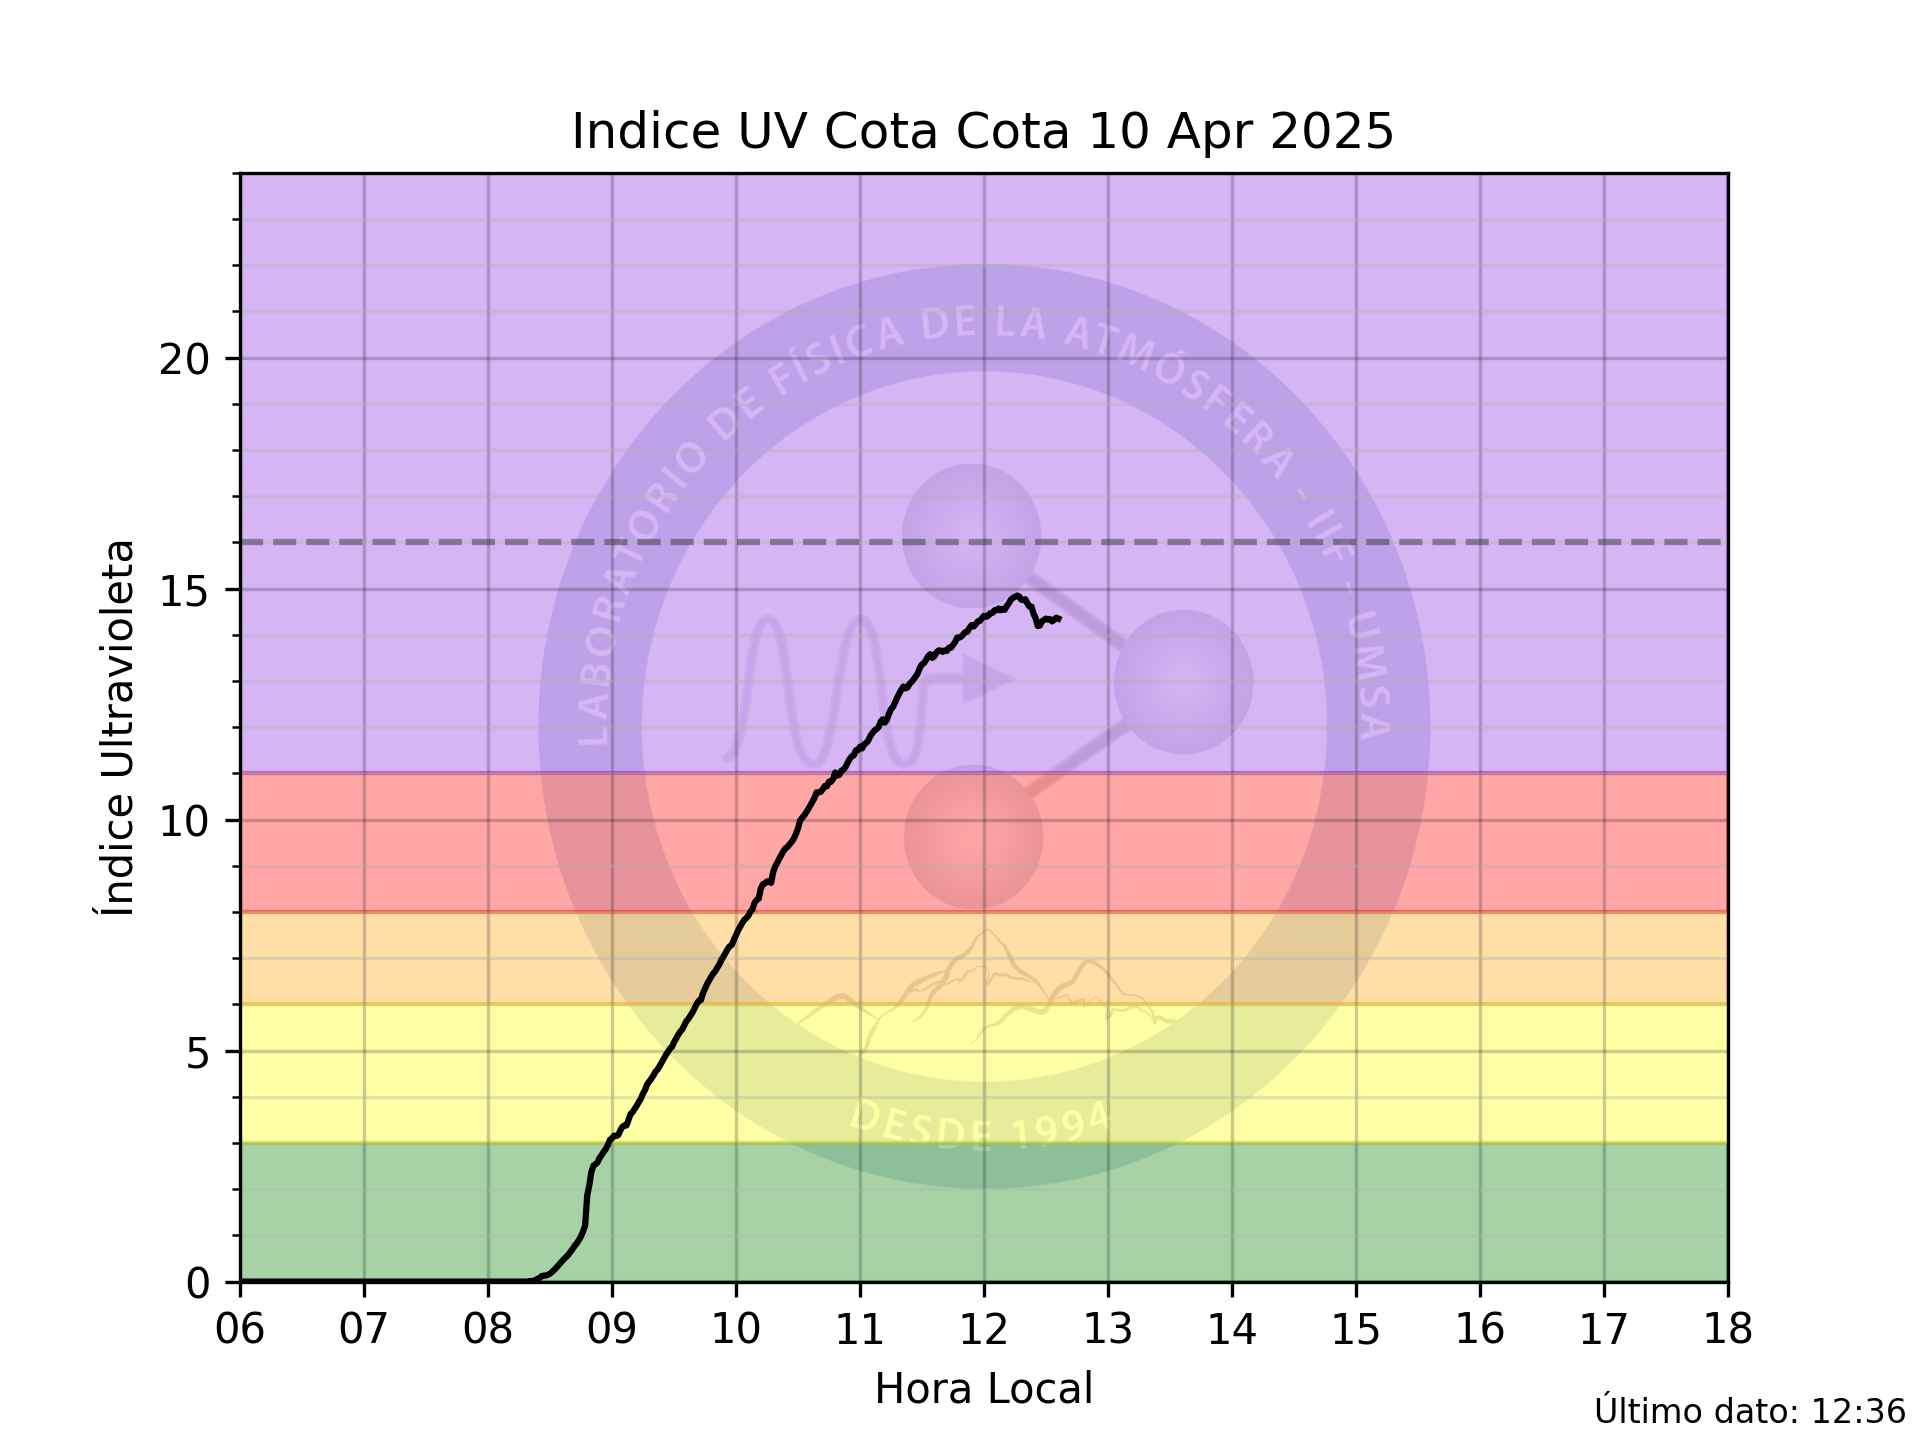 Indice UV Cota Cota 10 Apr 2025
LABORATORIO DE FÍSICA DE LA ATMÓSFERA - IIF - UMSA
DESDE 1994
Índice Ultravioleta
20
15
10
5
0
06 07 08 09 10 11 12 13 14 15 16 17 18
Hora Local
Último dato: 12:36